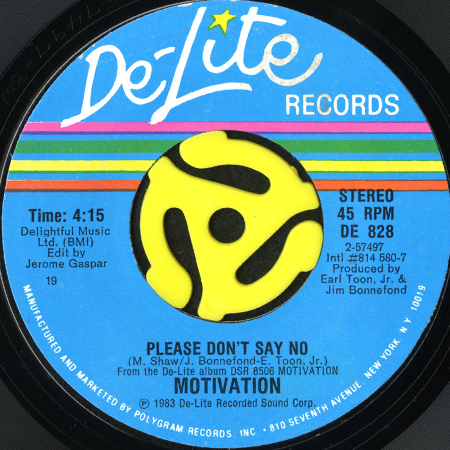 De-Lite
RECORDS
Time: 4:15
Delightful Music
Ltd. (BMI)
Edit by
Jerome Gaspar
19
STEREO
45 RPM
DE 828
2-57497
Intl #814 580-7
Produced by
Earl Toon, Jr. &
Jim Bonnefond
PLEASE DON'T SAY NO
(M. Shaw/J. Bonnefond-E. Toon, Jr.)
From the De-Lite album DSR 8506 MOTIVATION
MOTIVATION
℗ 1983 De-Lite Recorded Sound Corp.
MANUFACTURED AND MARKETED BY POLYGRAM RECORDS, INC. • 810 SEVENTH AVENUE, NEW YORK, N.Y. 10019